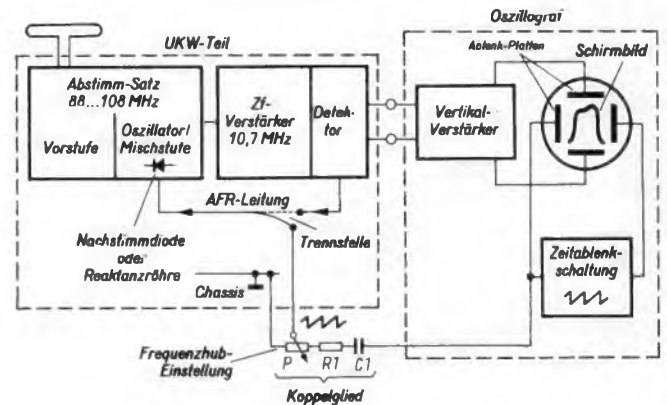 Oszillograf
UKW-Teil
Ablenk-Platten
Schirmbild
Abstimm-Satz
88...108 MHz
Vorstufe
Oszillator/
Mischstufe
Zf-
Verstärker
10,7 MHz
Detek-
tor
Vertikal-
Verstärker
AFR-Leitung
Trennstelle
Nachstimmdiode
oder
Reaktanzröhre
Chassis
Zeitablenk-
schaltung
Frequenzhub-
Einstellung
P
R1
C1
Koppelglied